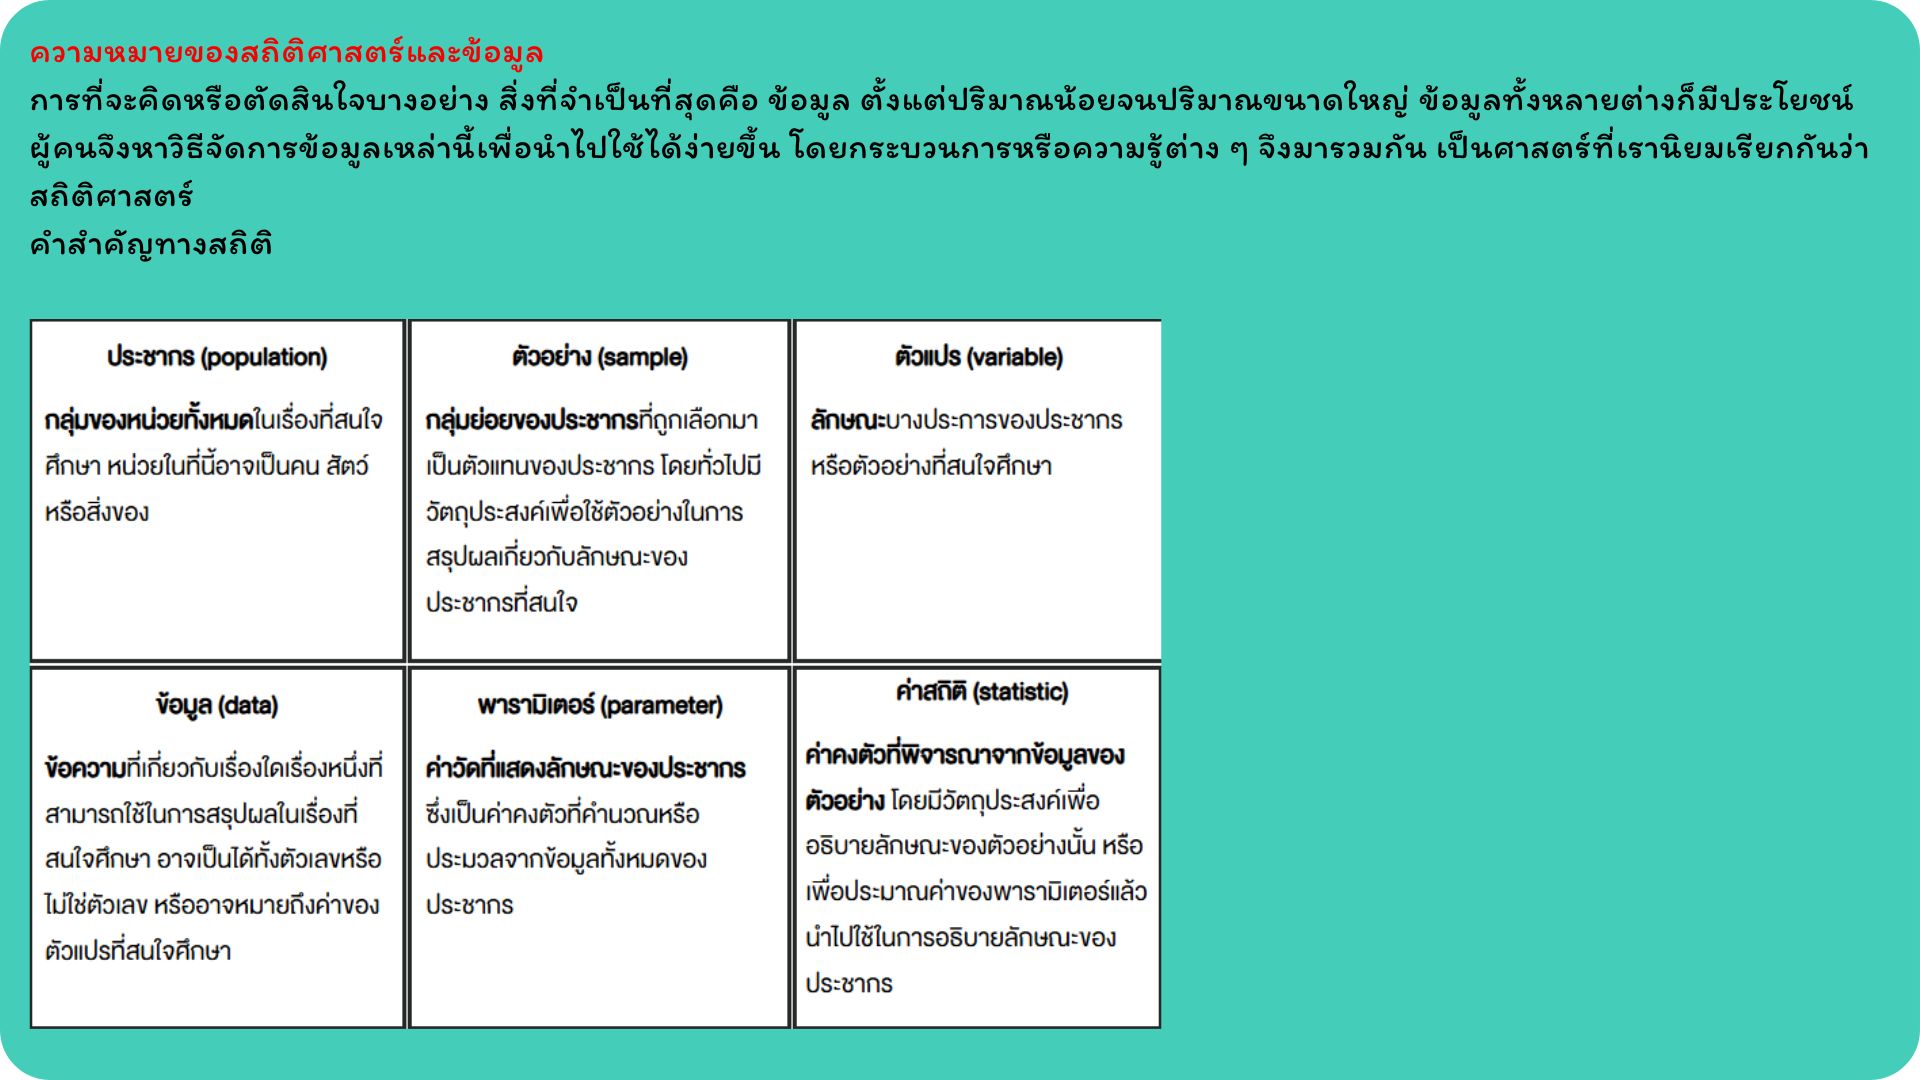 ความหมายของสถิติศาสตร์และข้อมูล
การที่จะคิดหรือตัดสินใจบางอย่าง สิ่งที่จำเป็นที่สุดคือ ข้อมูล ตั้งแต่ปริมาณน้อยจนปริมาณขนาดใหญ่ ข้อมูลทั้งหลายต่างก็มีประโยชน์
ผู้คนจึงหาวิธีจัดการข้อมูลเหล่านี้เพื่อนำไปใช้ได้ง่ายขึ้น โดยกระบวนการหรือความรู้ต่าง ๆ จึงมารวมกัน เป็นศาสตร์ที่เรานิยมเรียกกันว่า
สถิติศาสตร์
คำสำคัญทางสถิติ
ประชากร (population)
กลุ่มของหน่วยทั้งหมดในเรื่องที่สนใจ
ศึกษา หน่วยในที่นี้อาจเป็นคน สัตว์
หรือสิ่งของ
ตัวอย่าง (sample)
กลุ่มย่อยของประชากรที่ถูกเลือกมา
เป็นตัวแทนของประชากร โดยทั่วไปมี
วัตถุประสงค์เพื่อใช้ตัวอย่างในการ
สรุปผลเกี่ยวกับลักษณะของ
ประชากรที่สนใจ
ตัวแปร (variable)
ลักษณะบางประการของประชากร
หรือตัวอย่างที่สนใจศึกษา
ข้อมูล (data)
ข้อความที่เกี่ยวกับเรื่องใดเรื่องหนึ่งที่
สามารถใช้ในการสรุปผลในเรื่องที่
สนใจศึกษา อาจเป็นได้ทั้งตัวเลขหรือ
ไม่ใช่ตัวเลข หรืออาจหมายถึงค่าของ
ตัวแปรที่สนใจศึกษา
พารามิเตอร์ (parameter)
ค่าวัดที่แสดงลักษณะของประชากร
ซึ่งเป็นค่าคงตัวที่คำนวณหรือ
ประมวลจากข้อมูลทั้งหมดของ
ประชากร
ค่าสถิติ (statistic)
ค่าคงตัวที่พิจารณาจากข้อมูลของ
ตัวอย่าง โดยมีวัตถุประสงค์เพื่อ
อธิบายลักษณะของตัวอย่างนั้น หรือ
เพื่อประมาณค่าของพารามิเตอร์แล้ว
นำไปใช้ในการอธิบายลักษณะของ
ประชากร